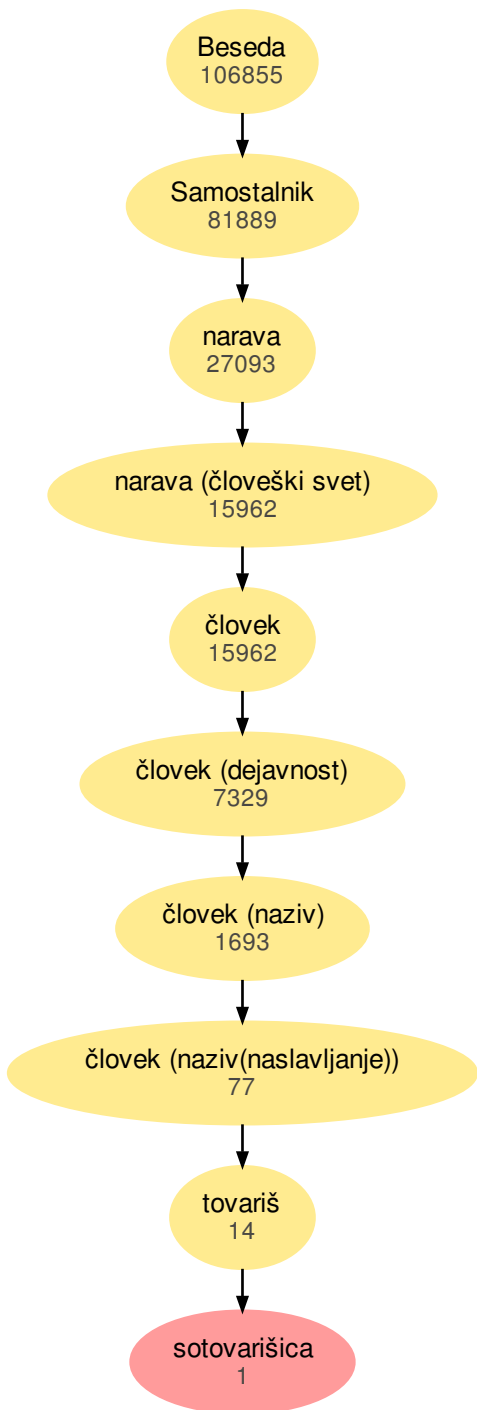 Beseda
106855
Samostalnik
81889
narava
27093
narava (človeški svet)
15962
človek
15962
človek (dejavnost)
7329
človek (naziv)
1693
človek (naziv(naslavljanje))
77
tovariš
14
sotovarišica
1